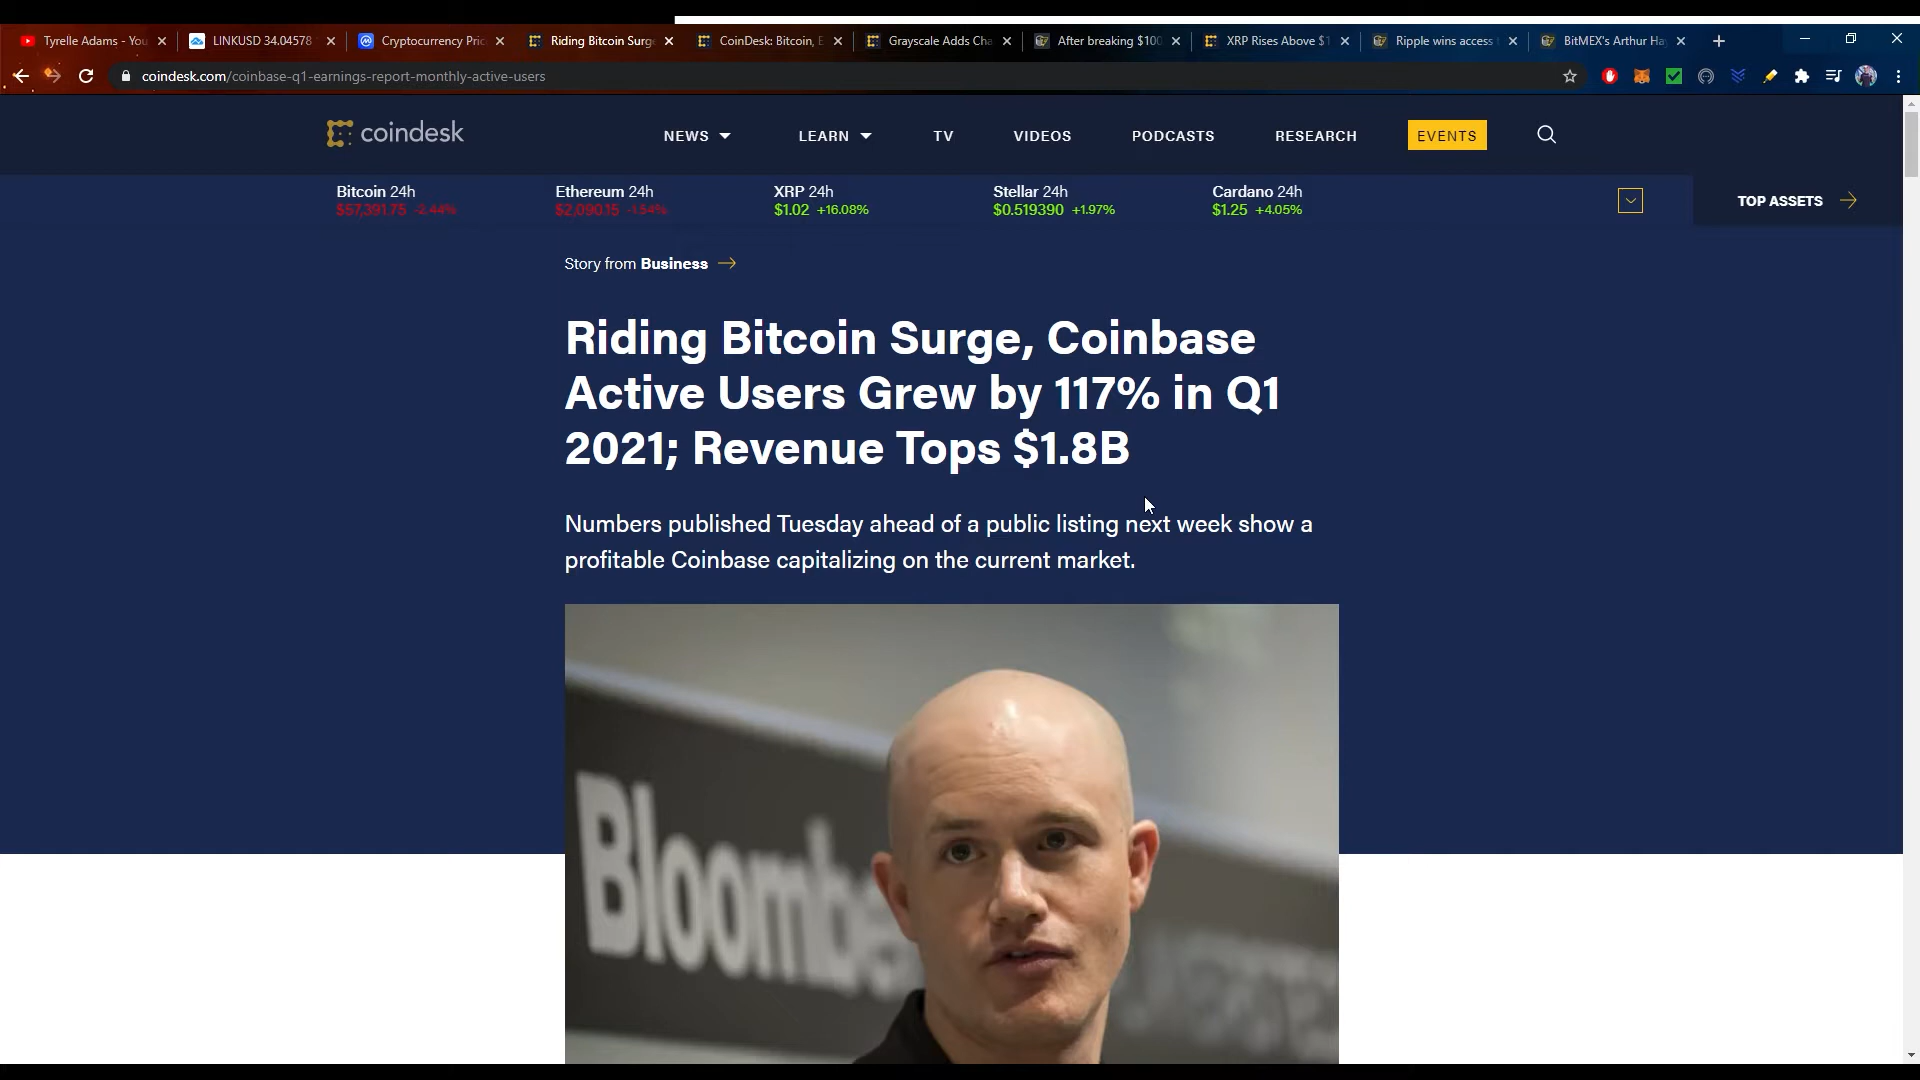 Tyrelle Adams - You
LINKUSD 34.04578
Cryptocurrency Pric
Riding Bitcoin Surge
CoinDesk: Bitcoin, E
Grayscale Adds Cha
After breaking $100
XRP Rises Above $1
Ripple wins access t
BitMEX's Arthur Hay
coindesk.com/coinbase-q1-earnings-report-monthly-active-users
coindesk
NEWS
LEARN
TV
VIDEOS
PODCASTS
RESEARCH
EVENTS
Bitcoin 24h
$57,391.75 -2.44%
Ethereum 24h
$2,090.15 -1.54%
XRP 24h
$1.02 +16.08%
Stellar 24h
$0.519390 +1.97%
Cardano 24h
$1.25 +4.05%
TOP ASSETS
Story from Business
Riding Bitcoin Surge, Coinbase
Active Users Grew by 117% in Q1
2021; Revenue Tops $1.8B
Numbers published Tuesday ahead of a public listing next week show a
profitable Coinbase capitalizing on the current market.
Bloombe